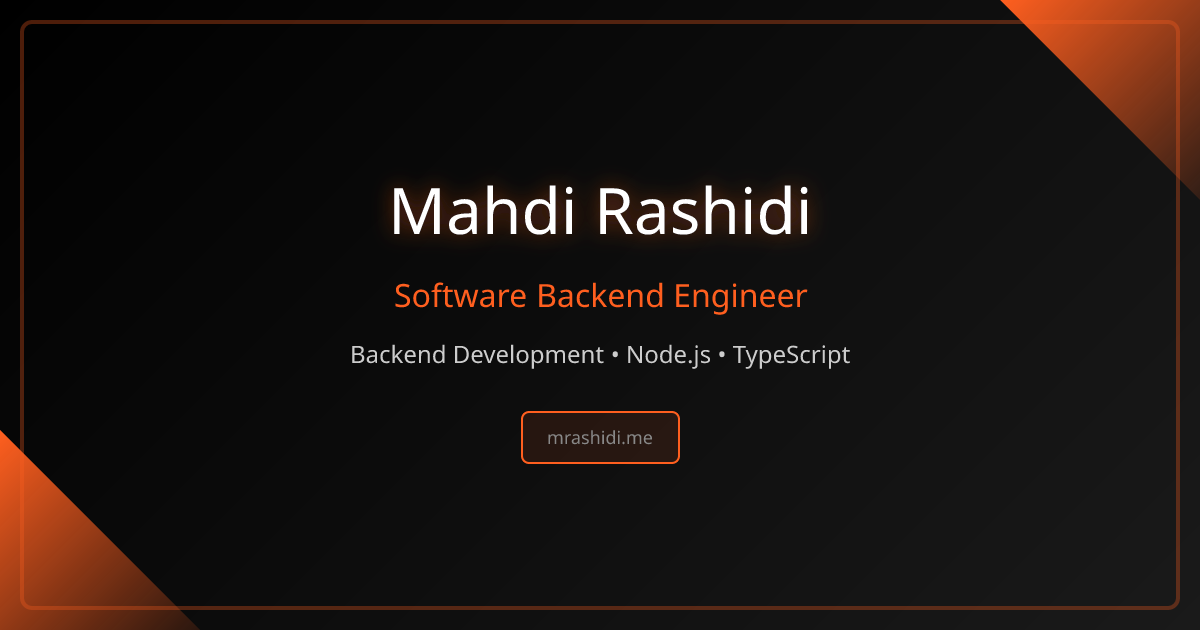 Mahdi Rashidi
Software Backend Engineer
Backend Development • Node.js • TypeScript
mrashidi.me